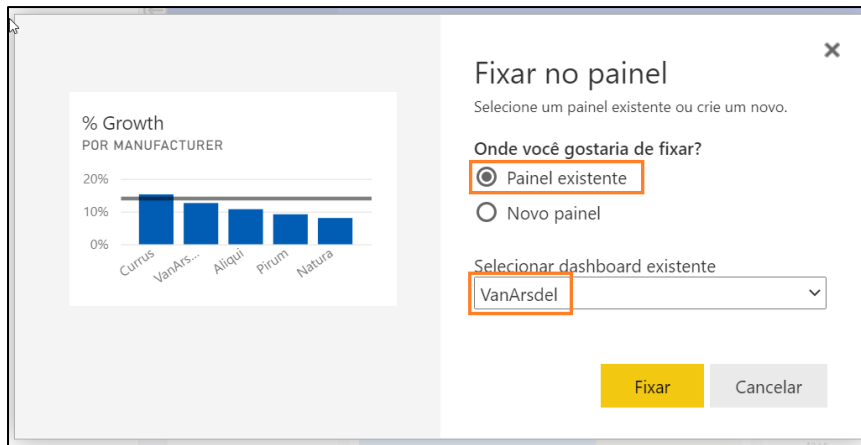 % Growth
POR MANUFACTURER
20%
10%
0%
Currus
VanArs...
Aliqui
Pirum
Natura
Fixar no painel
Selecione um painel existente ou crie um novo.
Onde você gostaria de fixar?
Painel existente
Novo painel
Selecionar dashboard existente
VanArsdel
Fixar
Cancelar